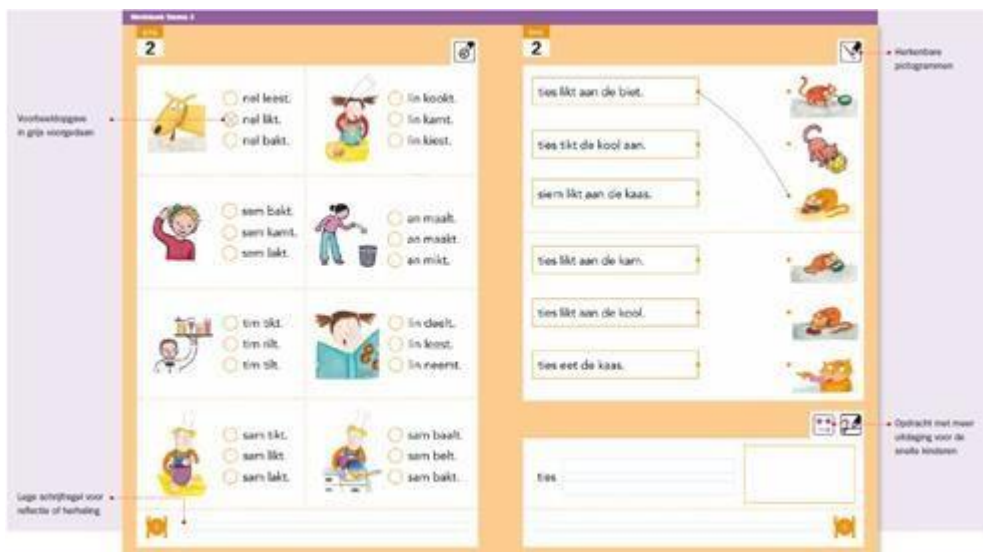 Werkboek Thema 2
2
nel leest.
nel likt.
nel bakt.
lin kookt.
lin kamt.
lin kiest.
sam bakt.
sam kamt.
sam lakt.
an maalt.
an maakt.
an mikt.
tim tikt.
tim rilt.
tim tilt.
lin deelt.
lin leest.
lin neemt.
sam tikt.
sam likt.
sam lakt.
sam baalt.
sam belt.
sam bakt.
2
ties likt aan de biet.
ties tikt de kool aan.
siem likt aan de kaas.
ties likt aan de kam.
ties likt aan de kool.
ties eet de kaas.
ties
Voorbeeldopgave
in grijs voorgedaan
Lege schrijfregel voor
reflectie of herhaling
Herkenbare
pictogrammen
Opdracht met meer
uitdaging voor de
snelle kinderen